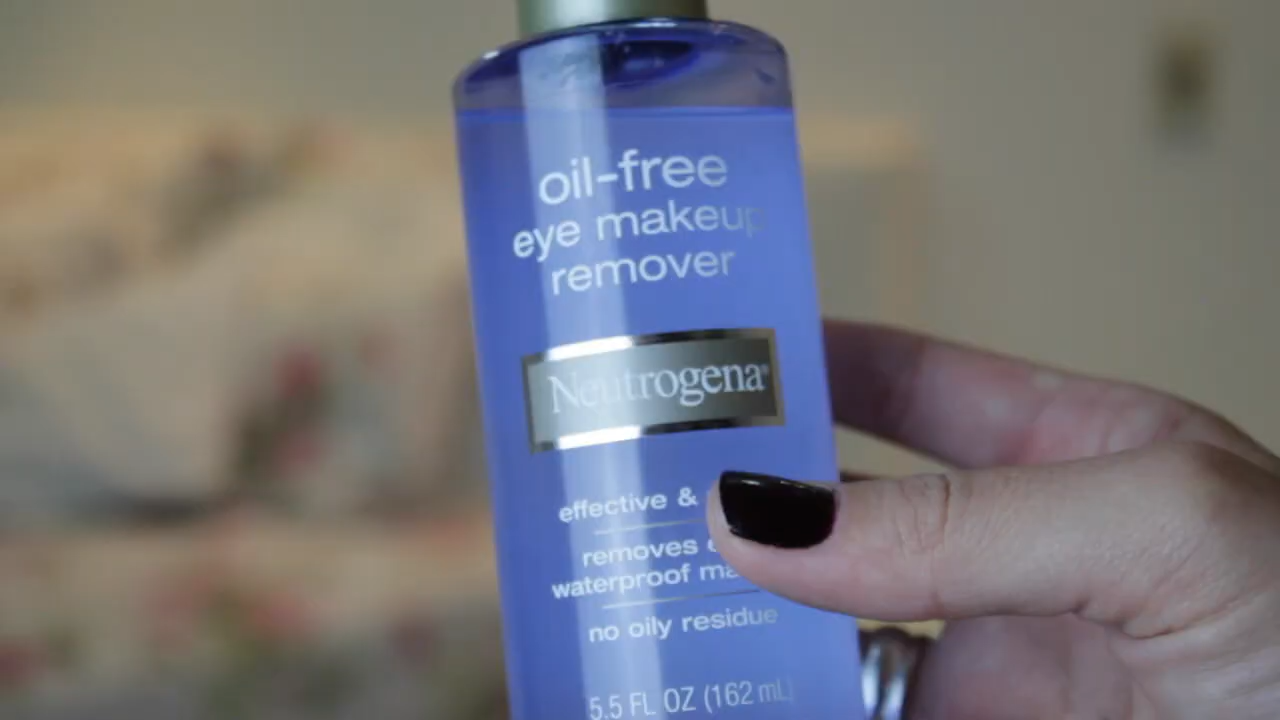 oil-free
eye makeup
remover
Neutrogena®
effective &
removes
waterproof
no oily residue
5.5 FL OZ (162 mL)